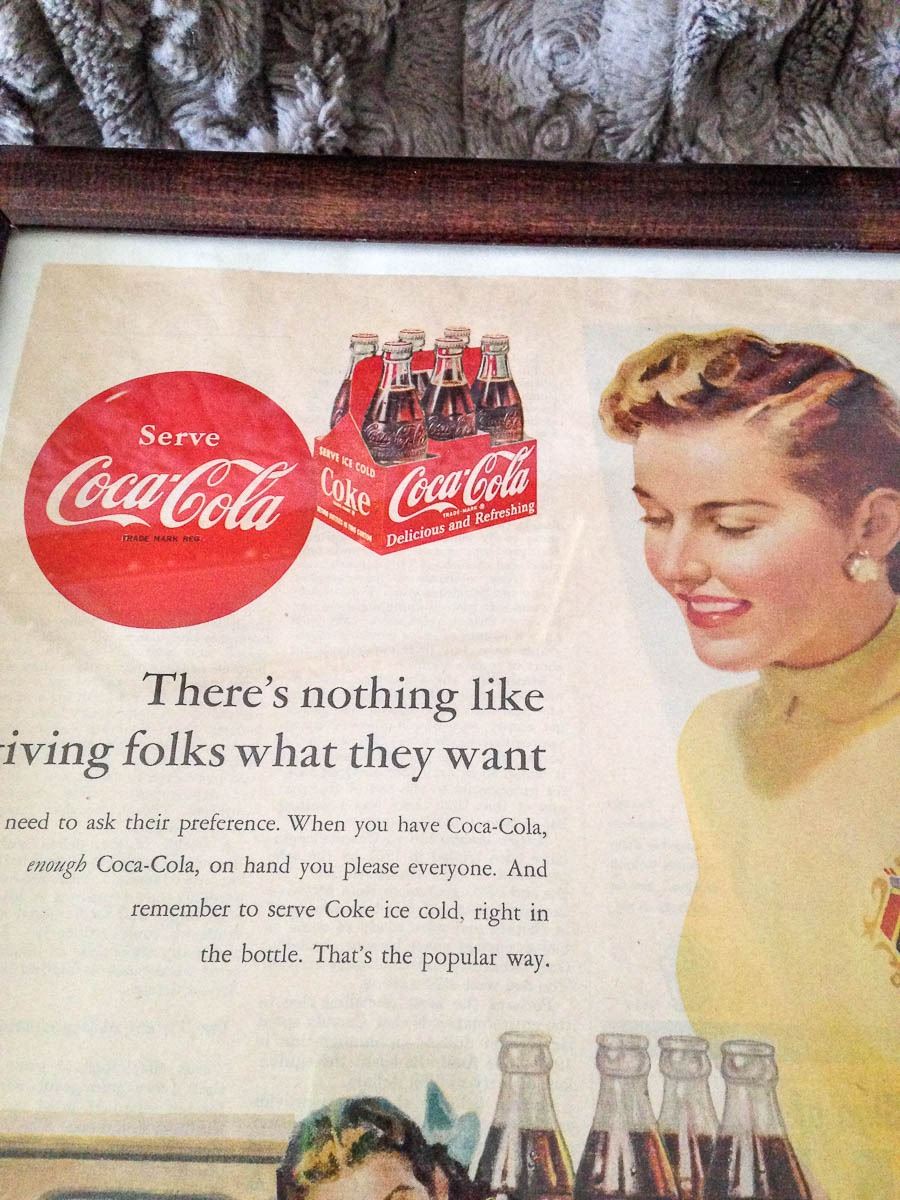 Serve
Coca-Cola
TRADE MARK REG.
SERVE ICE COLD
Coke
Coca-Cola
TRADE-MARK ®
Delicious and Refreshing
There's nothing like
iving folks what they want
need to ask their preference. When you have Coca-Cola,
enough Coca-Cola, on hand you please everyone. And
remember to serve Coke ice cold, right in
the bottle. That's the popular way.